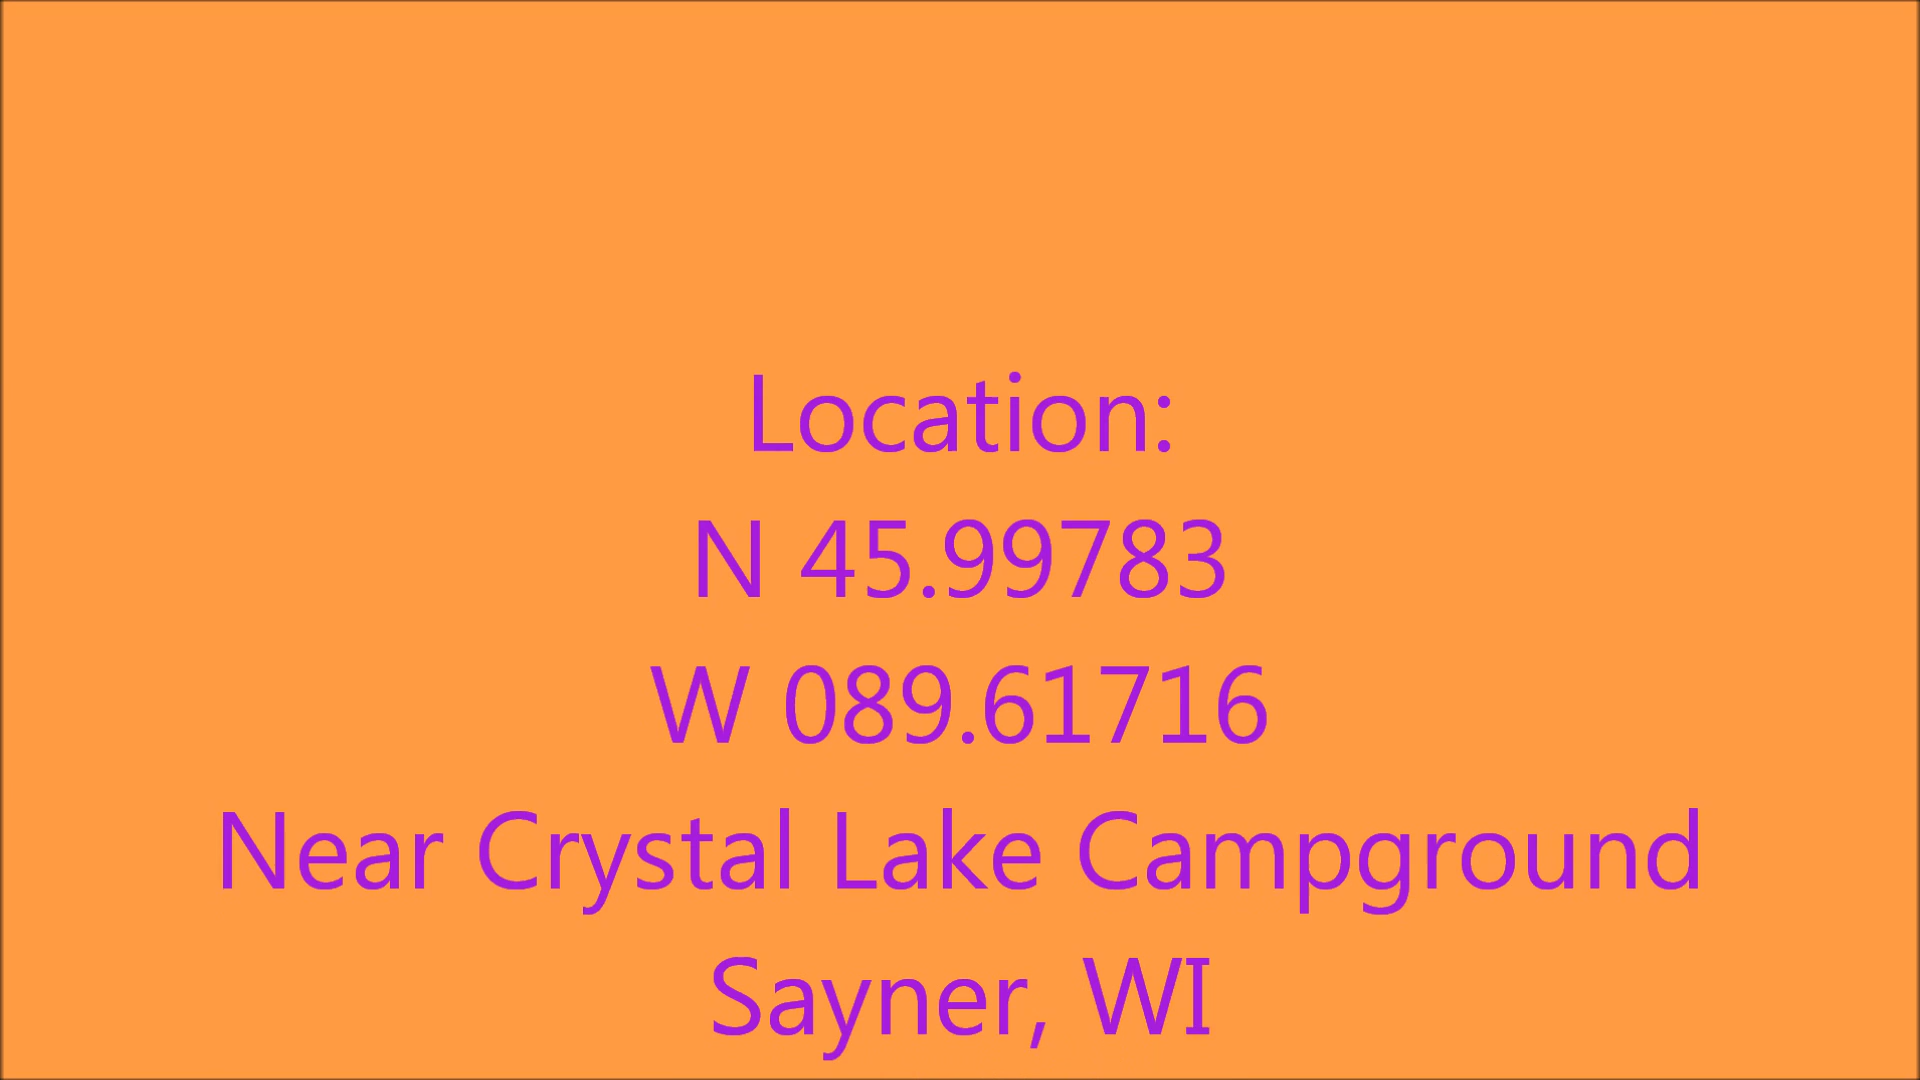 Location:
N 45.99783
W 089.61716
Near Crystal Lake Campground
Sayner, WI